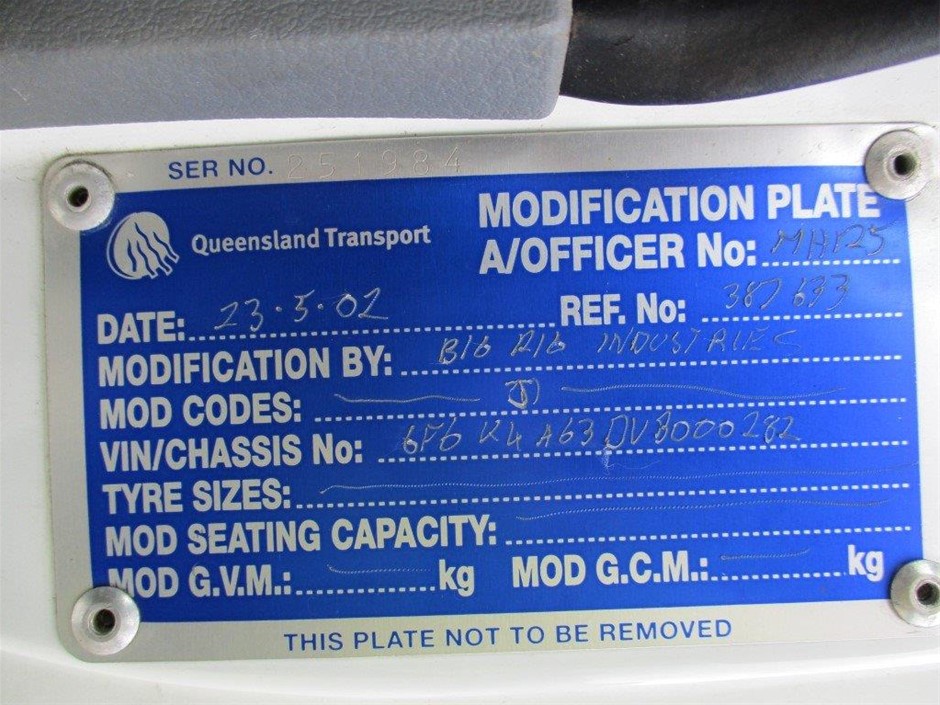 SER NO. 251984
Queensland Transport
MODIFICATION PLATE
A/OFFICER No: MH125
DATE: 23.5.02 REF. No: 387633
MODIFICATION BY: BIG RIG INDUSTRIES
MOD CODES: J1
VIN/CHASSIS No:
TYRE SIZES:
MOD SEATING CAPACITY:
MOD G.V.M.: kg MOD G.C.M.: kg
THIS PLATE NOT TO BE REMOVED